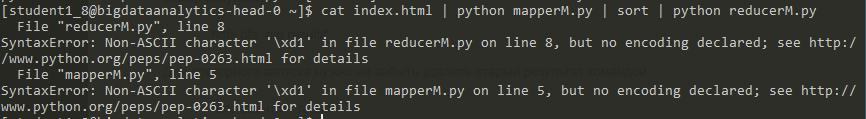 [student1_8@bigdataanalytics-head-0 ~]$ cat index.html | python mapperM.py | sort | python reducerM.py
  File "reducerM.py", line 8
SyntaxError: Non-ASCII character '\xd1' in file reducerM.py on line 8, but no encoding declared; see http:/
/www.python.org/peps/pep-0263.html for details
  File "mapperM.py", line 5
SyntaxError: Non-ASCII character '\xd1' in file mapperM.py on line 5, but no encoding declared; see http://
www.python.org/peps/pep-0263.html for details